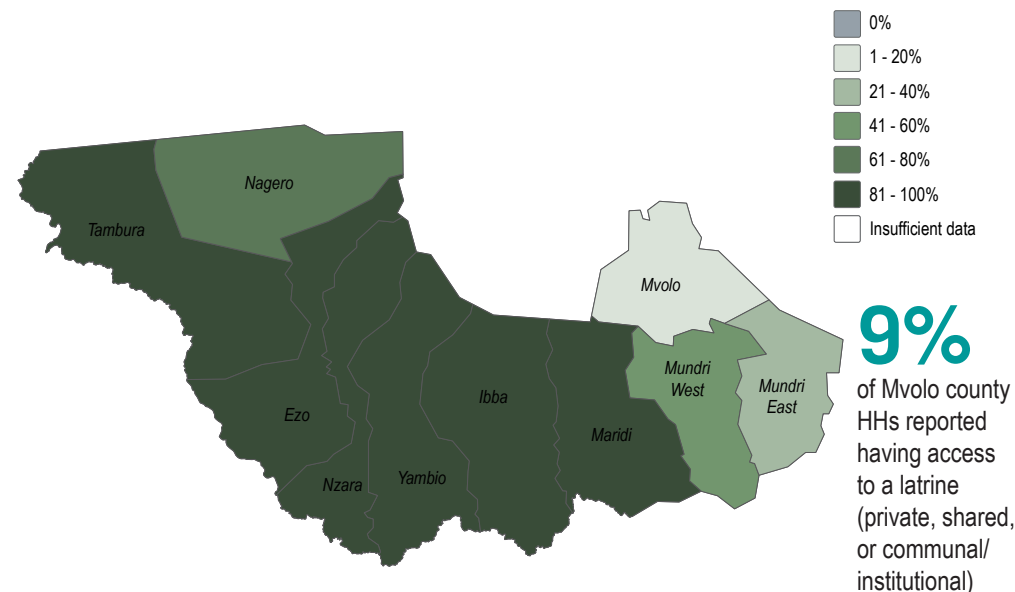 0%
1 - 20%
21 - 40%
41 - 60%
61 - 80%
81 - 100%
Insufficient data
Nagero
Tambura
Mvolo
Mundri
West
Mundri
East
Ibba
Ezo
Maridi
Yambio
Nzara
9%
of Mvolo county
HHs reported
having access
to a latrine
(private, shared,
or communal/
institutional)